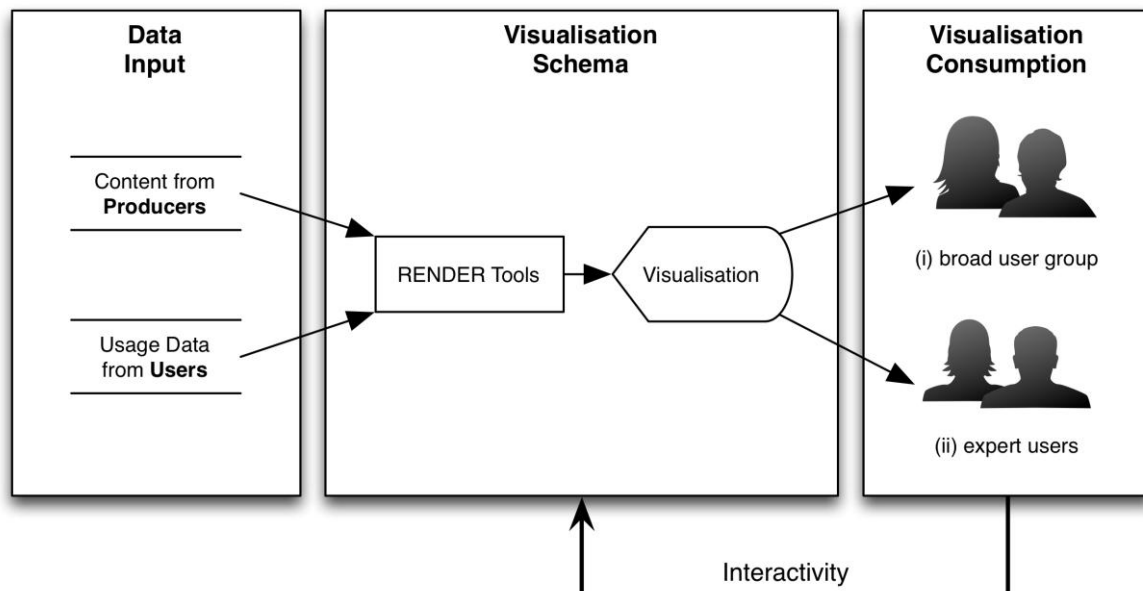 Data
Input
Content from
Producers
Usage Data
from Users
Visualisation
Schema
RENDER Tools
Visualisation
Visualisation
Consumption
(i) broad user group
(ii) expert users
Interactivity